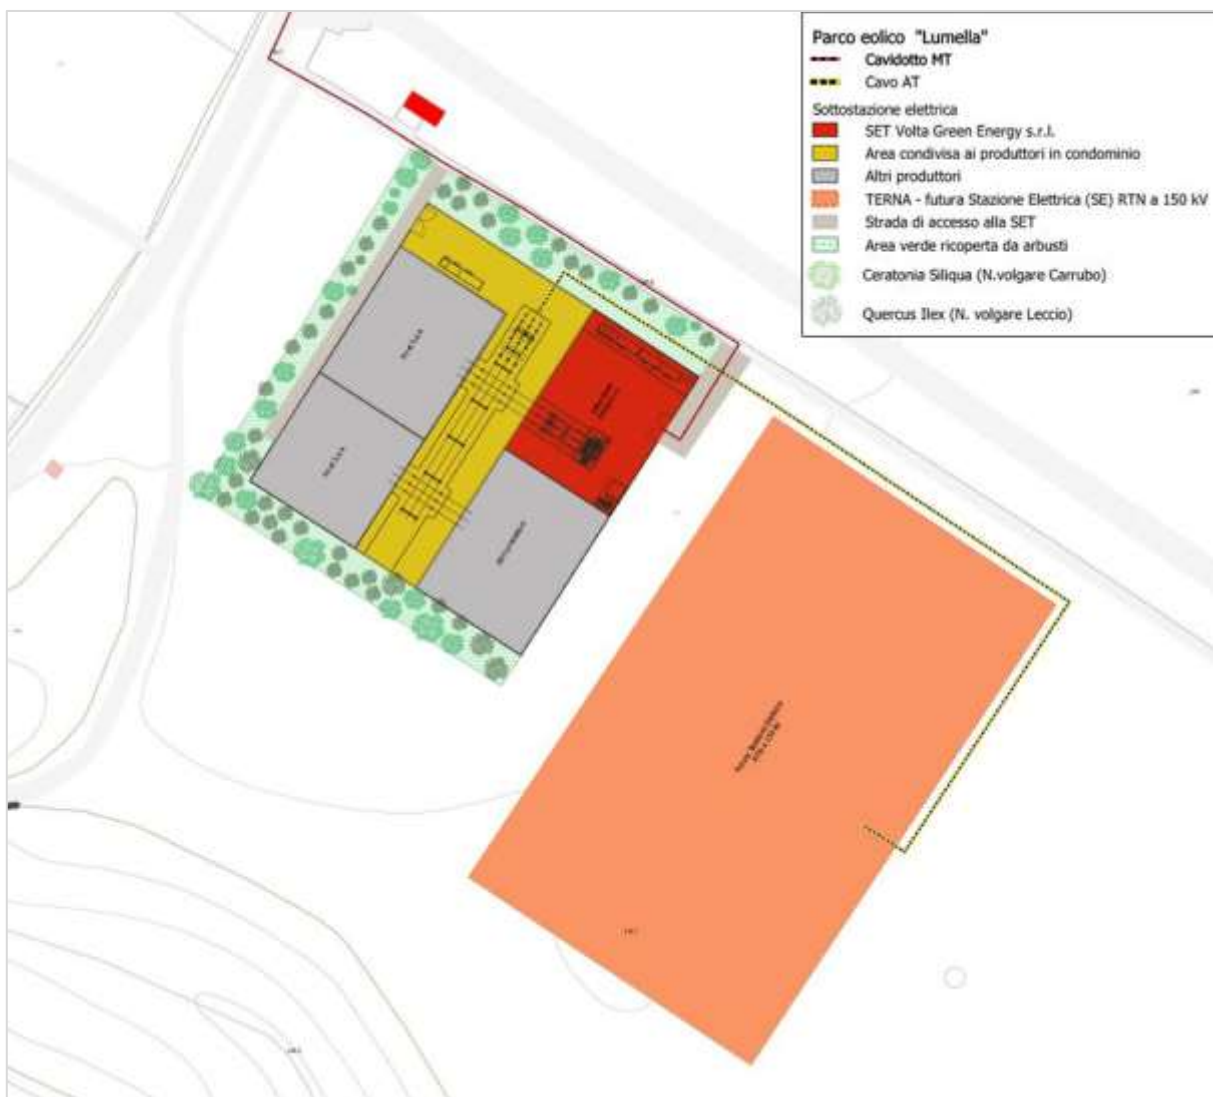 Parco eolico "Lumella"
Cavidotto MT
Cavo AT
Sottostazione elettrica
SET Volta Green Energy s.r.l.
Area condivisa ai produttori in condominio
Altri produttori
TERNA - futura Stazione Elettrica (SE) RTN a 150 kV
Strada di accesso alla SET
Area verde ricoperta da arbusti
Ceratonia Siliqua (N.volgare Carrubo)
Quercus Ilex (N. volgare Leccio)